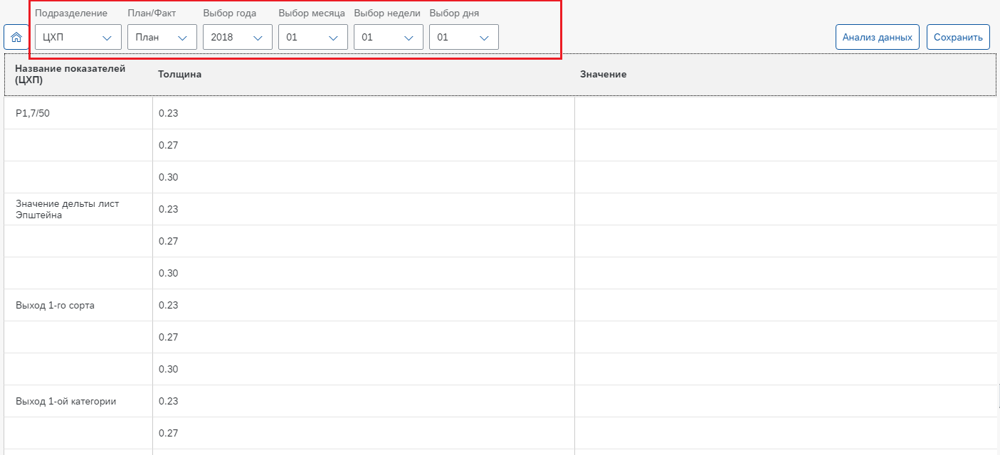 Подразделение План/Факт Выбор года Выбор месяца Выбор недели Выбор дня
ЦХП План 2018 01 01 01 Анализ данных Сохранить
Название показателей
(ЦХП)
Толщина
Значение
P1,7/50 0.23
0.27
0.30
Значение дельты лист
Эпштейна
0.23
0.27
0.30
Выход 1-го сорта 0.23
0.27
0.30
Выход 1-ой категории 0.23
0.27